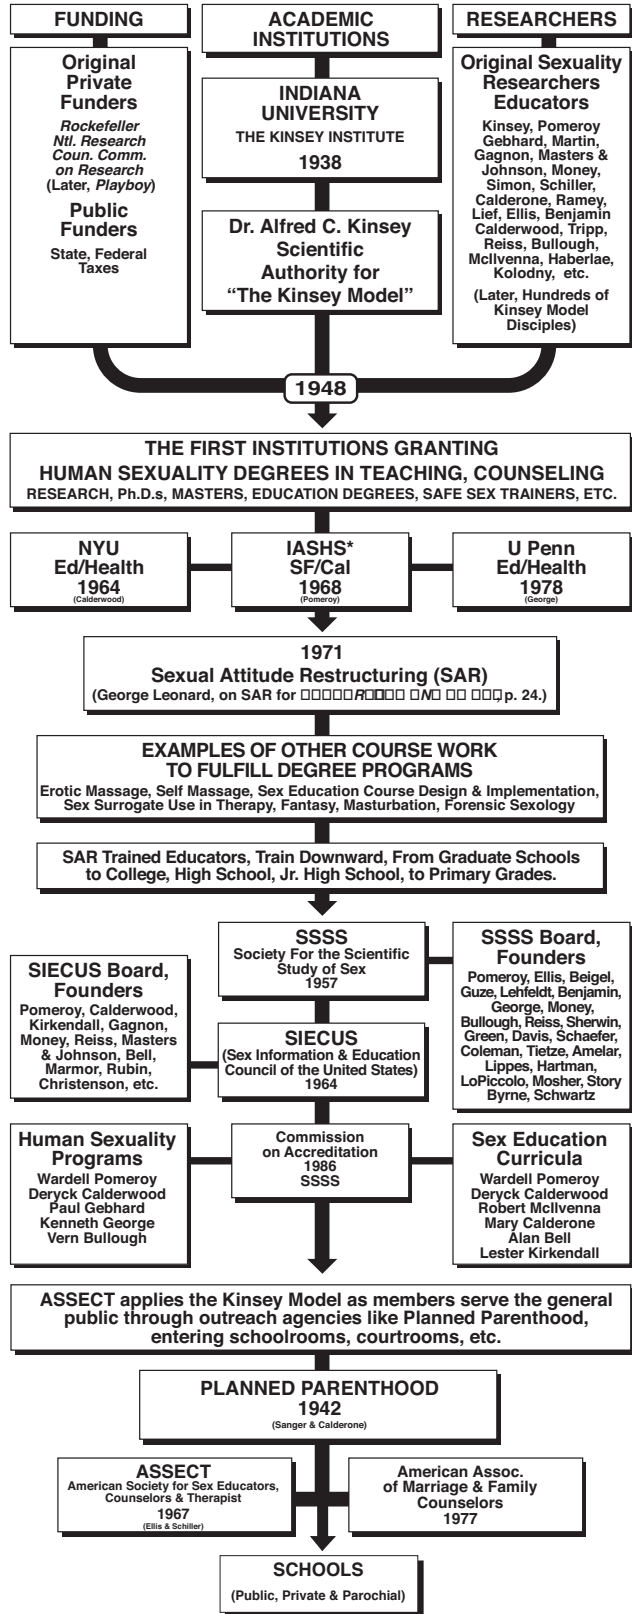 FUNDING
Original
Private
Funders
Rockefeller
Ntl. Research
Coun. Comm.
on Research
(Later, Playboy)
Public
Funders
State, Federal
Taxes
ACADEMIC
INSTITUTIONS
INDIANA
UNIVERSITY
THE KINSEY INSTITUTE
1938
Dr. Alfred C. Kinsey
Scientific
Authority for
“The Kinsey Model”
RESEARCHERS
Original Sexuality
Researchers
Educators
Kinsey, Pomeroy
Gebhard, Martin,
Gagnon, Masters &
Johnson, Money,
Simon, Schiller,
Calderone, Ramey,
Lief, Ellis, Benjamin
Calderwood, Tripp,
Reiss, Bullough,
McIlvenna, Haberlae,
Kolodny, etc.
(Later, Hundreds of
Kinsey Model
Disciples)
1948
THE FIRST INSTITUTIONS GRANTING
HUMAN SEXUALITY DEGREES IN TEACHING, COUNSELING
RESEARCH, Ph.D.s, MASTERS, EDUCATION DEGREES, SAFE SEX TRAINERS, ETC.
NYU
Ed/Health
1964
(Calderwood)
IASHS*
SF/Cal
1968
(Pomeroy)
U Penn
Ed/Health
1978
(George)
1971
Sexual Attitude Restructuring (SAR)
(George Leonard, on SAR for p. 24.)
EXAMPLES OF OTHER COURSE WORK
TO FULFILL DEGREE PROGRAMS
Erotic Massage, Self Massage, Sex Education Course Design & Implementation,
Sex Surrogate Use in Therapy, Fantasy, Masturbation, Forensic Sexology
SAR Trained Educators, Train Downward, From Graduate Schools
to College, High School, Jr. High School, to Primary Grades.
SSSS
Society For the Scientific
Study of Sex
1957
SIECUS Board,
Founders
Pomeroy, Calderwood,
Kirkendall, Gagnon,
Money, Reiss, Masters
& Johnson, Bell,
Marmor, Rubin,
Christenson, etc.
SIECUS
(Sex Information & Education
Council of the United States)
1964
SSSS Board,
Founders
Pomeroy, Ellis, Beigel,
Guze, Lehfeldt, Benjamin,
George, Money,
Bullough, Reiss, Sherwin,
Green, Davis, Schaefer,
Coleman, Tietze, Amelar,
Lippes, Hartman,
LoPiccolo, Mosher, Story
Byrne, Schwartz
Human Sexuality
Programs
Wardell Pomeroy
Deryck Calderwood
Paul Gebhard
Kenneth George
Vern Bullough
Commission
on Accreditation
1986
SSSS
Sex Education
Curricula
Wardell Pomeroy
Deryck Calderwood
Robert McIlvenna
Mary Calderone
Alan Bell
Lester Kirkendall
ASSECT applies the Kinsey Model as members serve the general
public through outreach agencies like Planned Parenthood,
entering schoolrooms, courtrooms, etc.
PLANNED PARENTHOOD
1942
(Sanger & Calderone)
ASSECT
American Society for Sex Educators,
Counselors & Therapist
1967
(Ellis & Schiller)
American Assoc.
of Marriage & Family
Counselors
1977
SCHOOLS
(Public, Private & Parochial)